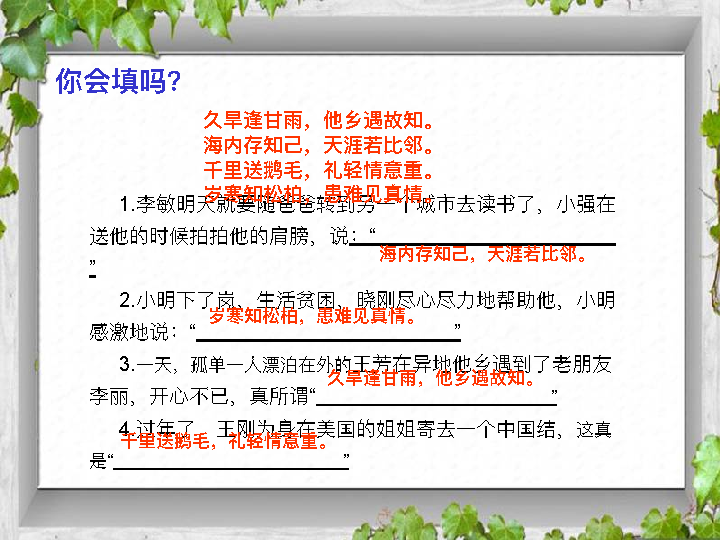 你会填吗?
久旱逢甘雨，他乡遇故知。
海内存知己，天涯若比邻。
千里送鹅毛，礼轻情意重。
岁寒知松柏，患难见真情。
1.李敏明天就要随爸爸转到另一个城市去读书了，小强在
送他的时候拍拍他的肩膀，说：“
海内存知己，天涯若比邻。
”
2.小明下了岗、生活贫困，晓刚尽心尽力地帮助他，小明
岁寒知松柏，患难见真情。
感激地说：“ ”
3.一天，孤单一人漂泊在外的王芳在异地他乡遇到了老朋友
久旱逢甘雨，他乡遇故知。
李丽，开心不已，真所谓“ ”
4.过年了，王刚为身在美国的姐姐寄去一个中国结，这真
千里送鹅毛，礼轻情意重。
是“ ”